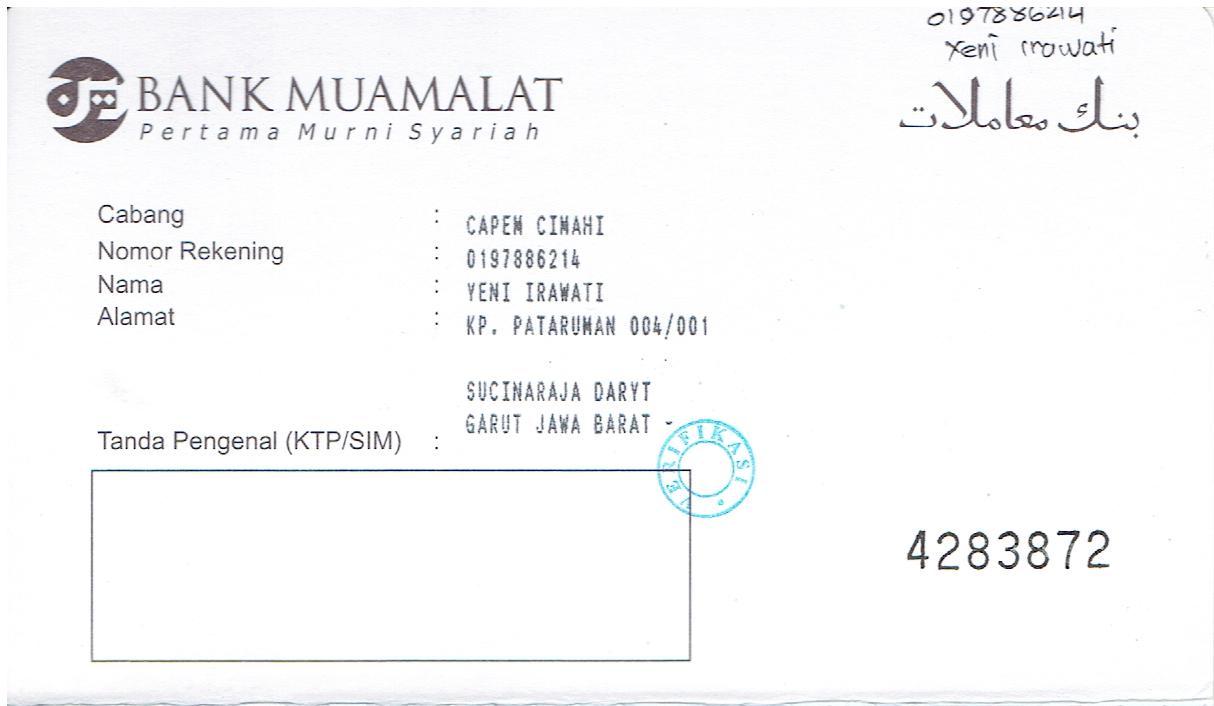 0197886214
Yeni Irawati
BANK MUAMALAT
Pertama Murni Syariah
بنك معاملات
Cabang : CAPEM CIMAHI
Nomor Rekening : 0197886214
Nama : YENI IRAWATI
Alamat : KP. PATARUMAN 004/001
SUCINARAJA DARYT
GARUT JAWA BARAT -
Tanda Pengenal (KTP/SIM) :
VERIFIKASI
4283872